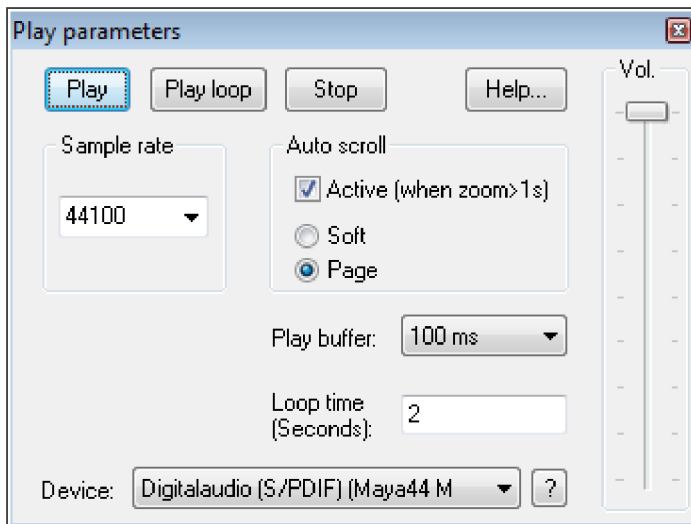 Play parameters
Play Play loop Stop Help... Vol.
Sample rate Auto scroll
44100
Active (when zoom>1s)
Soft
Page
Play buffer: 100 ms
Loop time
(Seconds): 2
Device: Digitalaudio (S/PDIF) (Maya44 M ?